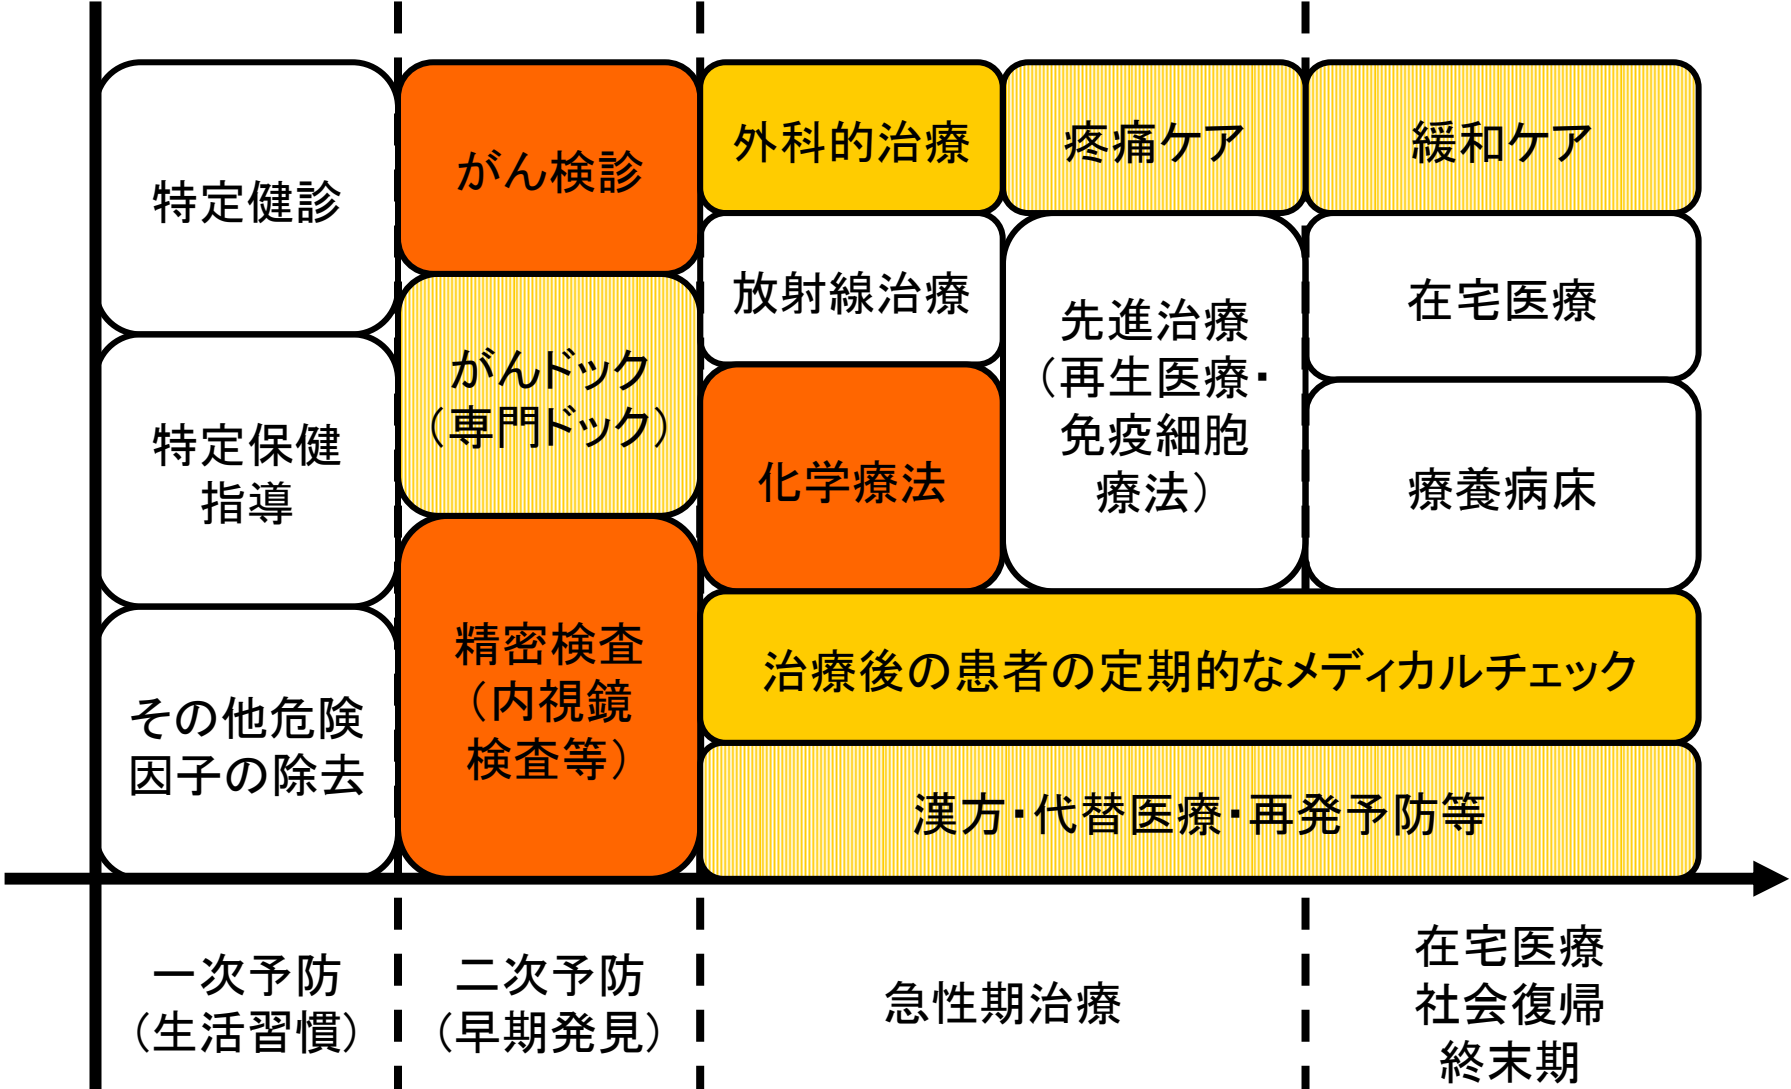 特定健診
特定保健
指導
その他危険
因子の除去
がん検診
がんドック
（専門ドック）
精密検査
（内視鏡
検査等）
外科的治療
放射線治療
化学療法
疼痛ケア
先進治療
（再生医療・
免疫細胞
療法）
緩和ケア
在宅医療
療養病床
治療後の患者の定期的なメディカルチェック
漢方・代替医療・再発予防等
一次予防
（生活習慣）
二次予防
（早期発見）
急性期治療
在宅医療
社会復帰
終末期